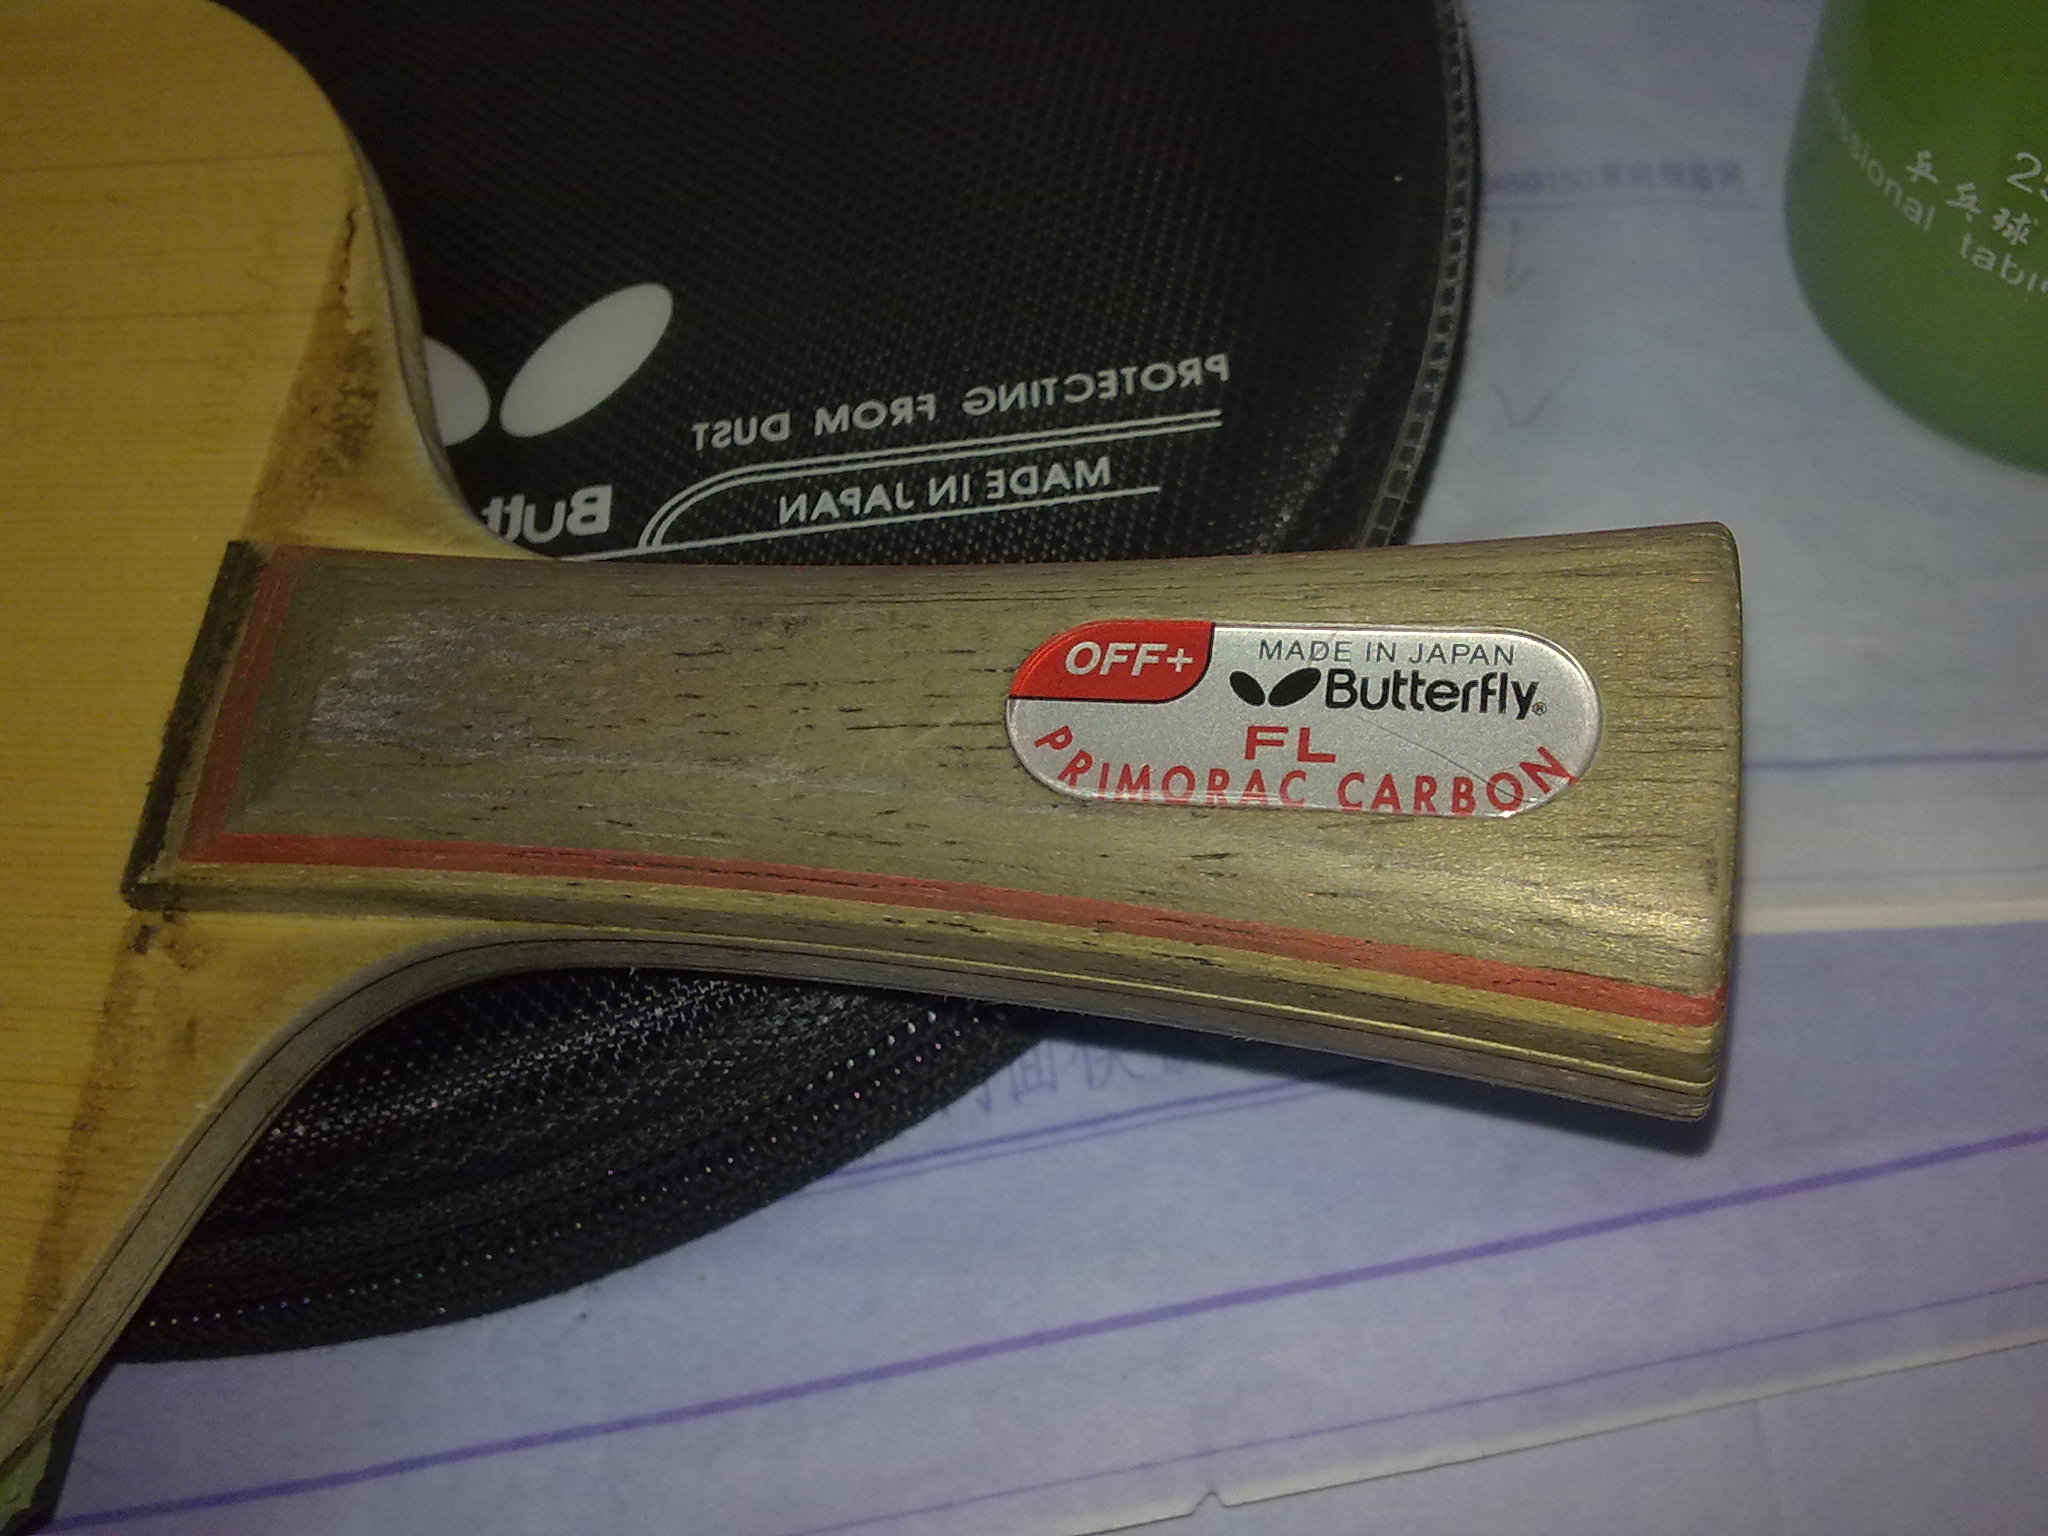 PROTECTING FROM DUST
MADE IN JAPAN
Butt
OFF+
MADE IN JAPAN
Butterfly®
FL
PRIMORAC CARBON
乒乓球